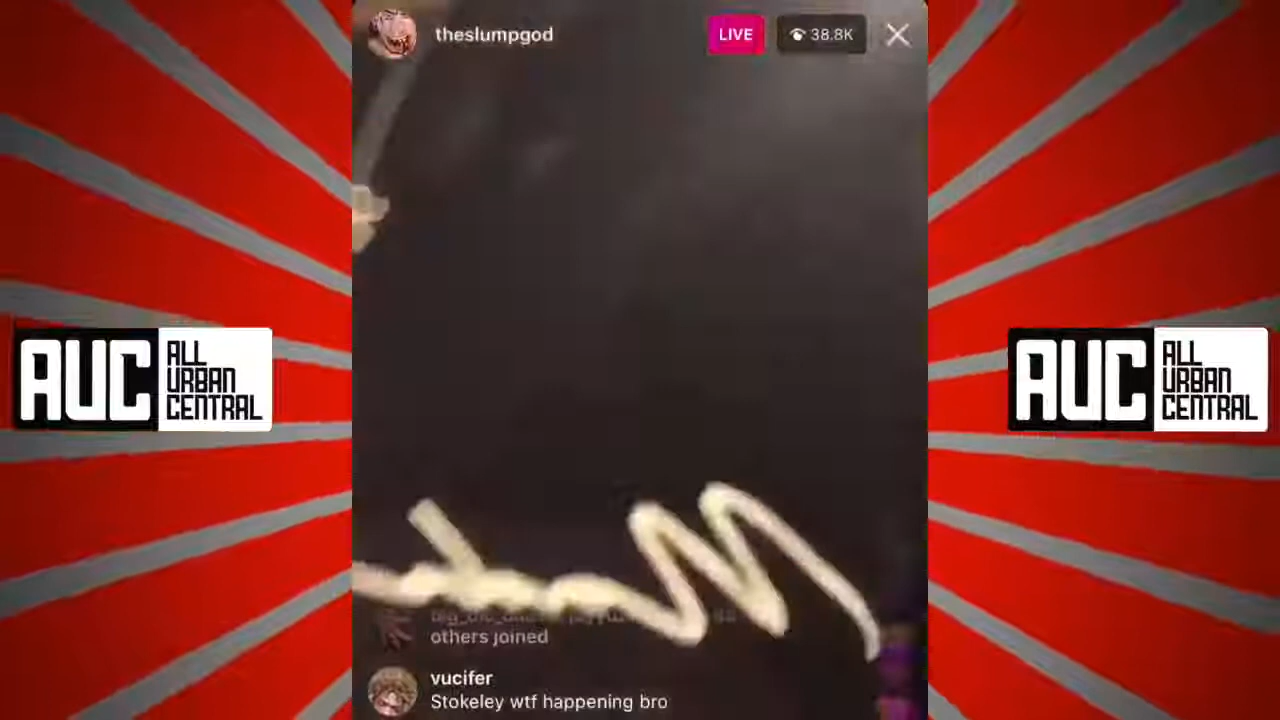 theslumpgod
LIVE
38.8K
AUC
ALL
URBAN
CENTRAL
AUC
ALL
URBAN
CENTRAL
others joined
vucifer
Stokeley wtf happening bro